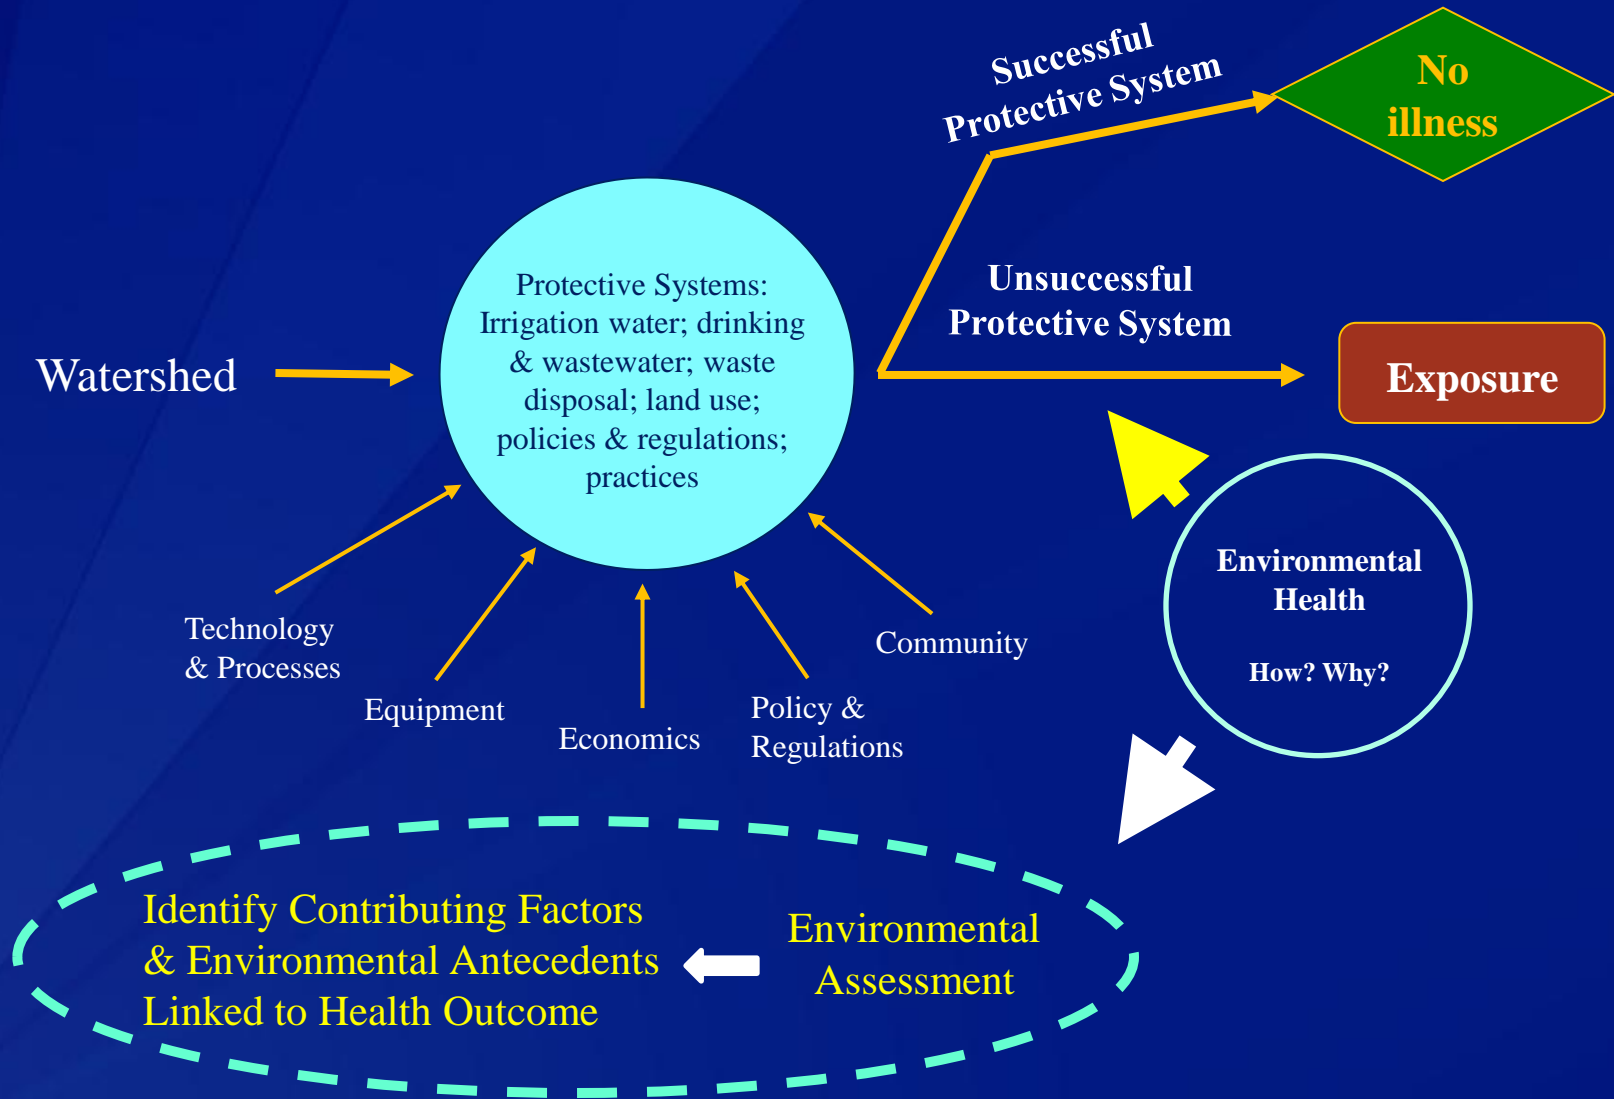 Successful
Protective System
No
illness
Unsuccessful
Protective System
Exposure
Watershed
Protective Systems:
Irrigation water; drinking
& wastewater; waste
disposal; land use;
policies & regulations;
practices
Technology
& Processes
Equipment
Economics
Policy &
Regulations
Community
Environmental
Health
How? Why?
Identify Contributing Factors
& Environmental Antecedents
Linked to Health Outcome
Environmental
Assessment